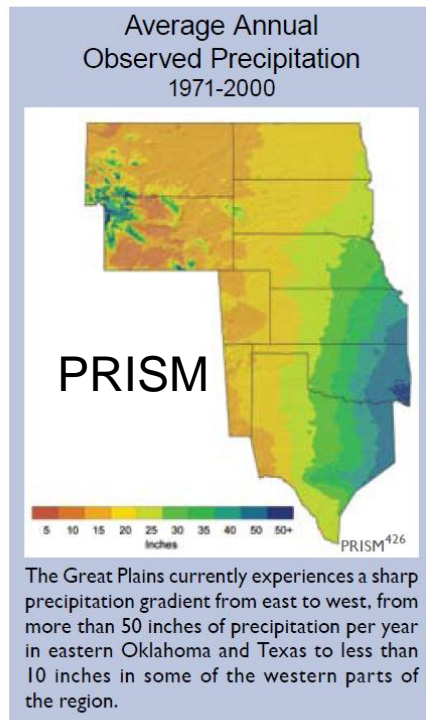 Average Annual
Observed Precipitation
1971-2000
PRISM
5 10 15 20 25 30 35 40 50 50+
Inches
PRISM426
The Great Plains currently experiences a sharp
precipitation gradient from east to west, from
more than 50 inches of precipitation per year
in eastern Oklahoma and Texas to less than
10 inches in some of the western parts of
the region.